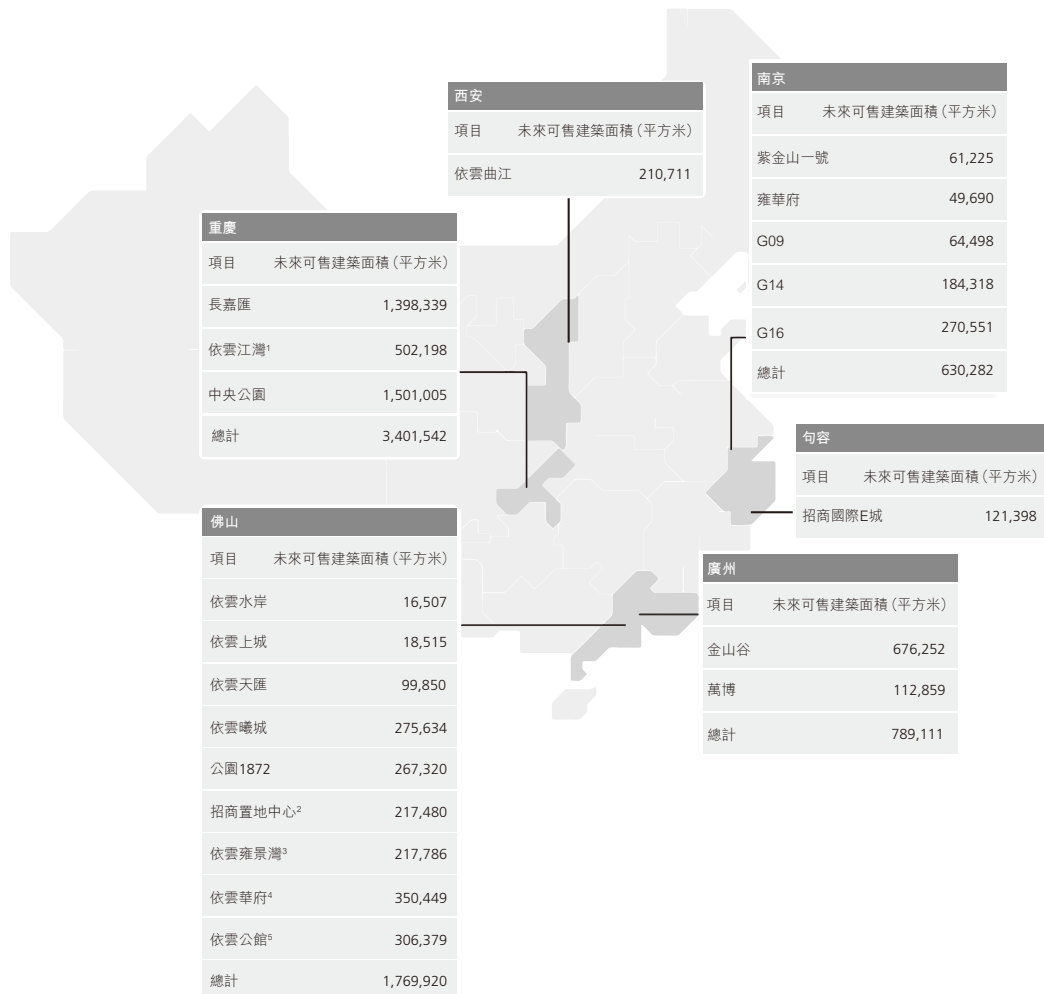 西安
項目 未來可售建築面積（平方米）
依雲曲江 210,711
南京
項目 未來可售建築面積（平方米）
紫金山一號 61,225
雍華府 49,690
G09 64,498
G14 184,318
G16 270,551
總計 630,282
重慶
項目 未來可售建築面積（平方米）
長嘉匯 1,398,339
依雲江灣¹ 502,198
中央公園 1,501,005
總計 3,401,542
句容
項目 未來可售建築面積（平方米）
招商國際E城 121,398
佛山
項目 未來可售建築面積（平方米）
依雲水岸 16,507
依雲上城 18,515
依雲天匯 99,850
依雲曦城 275,634
公園1872 267,320
招商置地中心² 217,480
依雲雍景灣³ 217,786
依雲華府⁴ 350,449
依雲公館⁵ 306,379
總計 1,769,920
廣州
項目 未來可售建築面積（平方米）
金山谷 676,252
萬博 112,859
總計 789,111